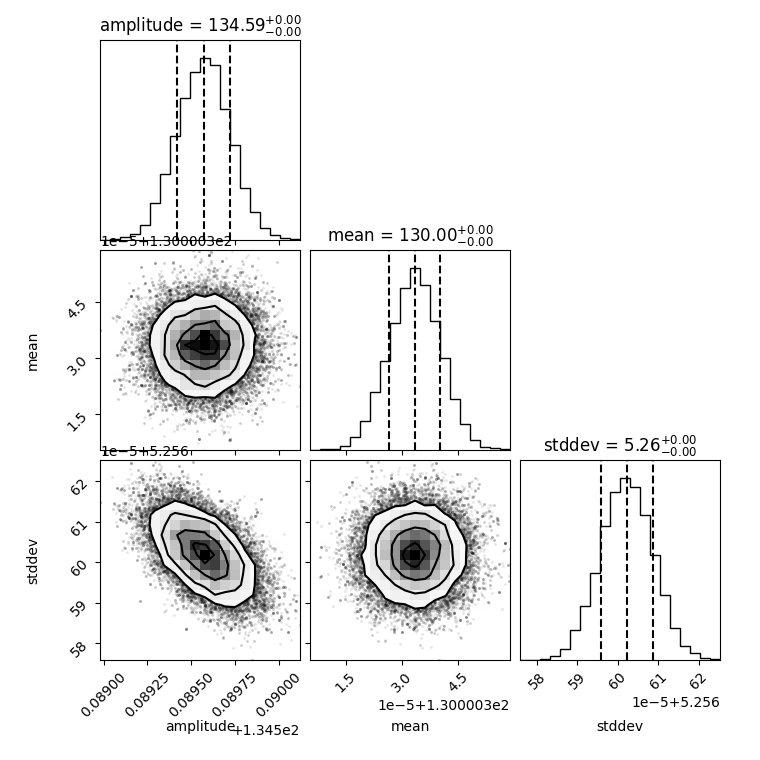 amplitude = 134.59+0.00−0.00
1e−5+1.300003e2
mean = 130.00+0.00−0.00
mean
4.5
3.0
1.5
1e−5+5.256
stddev = 5.26+0.00−0.00
stddev
62
61
60
59
58
0.08900
0.08925
0.08950
0.08975
0.09000
+1.345e2
amplitude
1.5
3.0
4.5
1e−5+1.300003e2
mean
58
59
60
61
62
1e−5+5.256
stddev